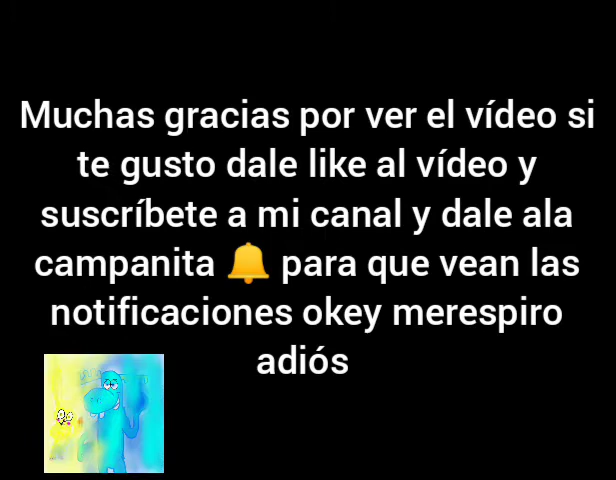 Muchas gracias por ver el vídeo si
te gusto dale like al vídeo y
suscríbete a mi canal y dale ala
campanita 🔔 para que vean las
notificaciones okey merespiro
adiós